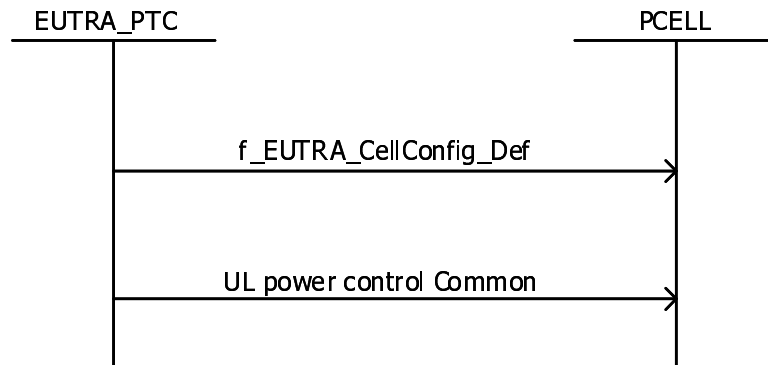 EUTRA_PTC
PCELL
f_EUTRA_CellConfig_Def
UL power control Common